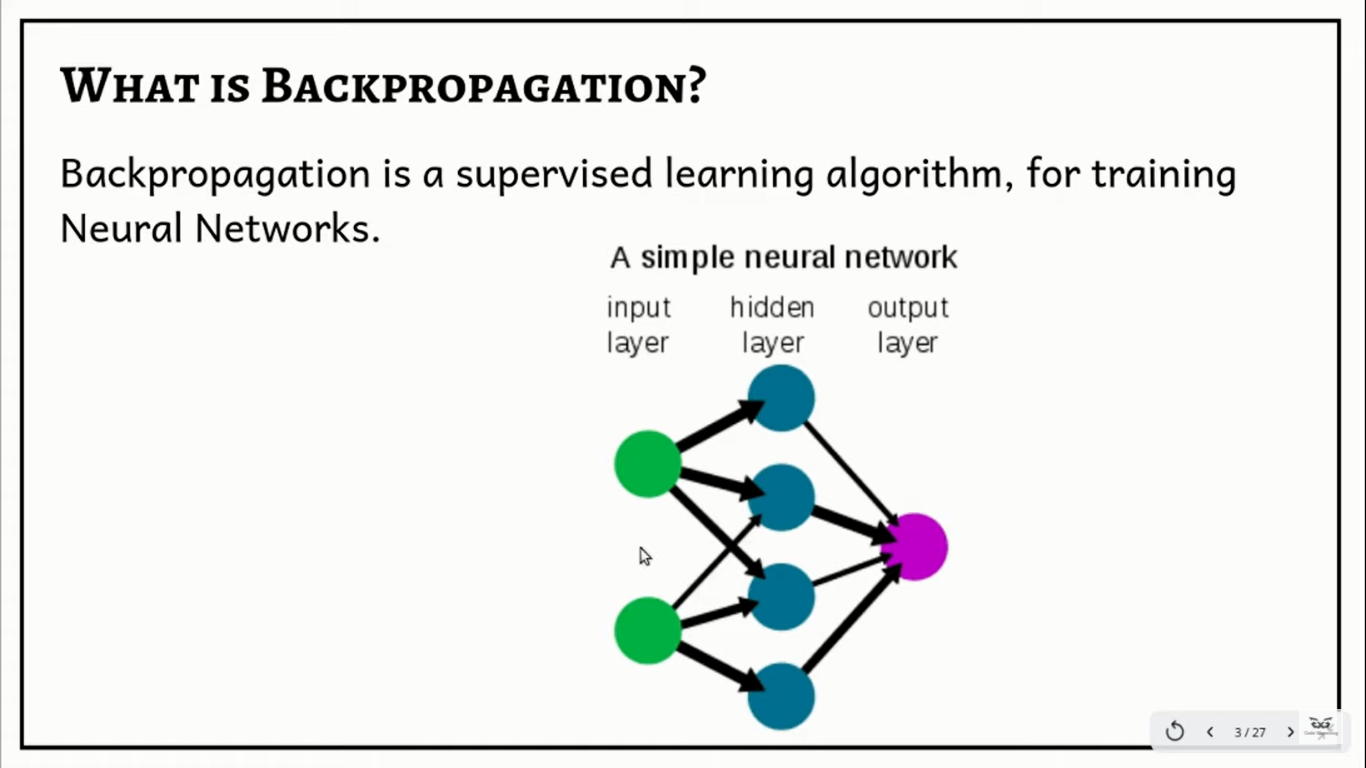 What is Backpropagation?
Backpropagation is a supervised learning algorithm, for training
Neural Networks.
A simple neural network
input hidden output
layer layer layer
3 / 27